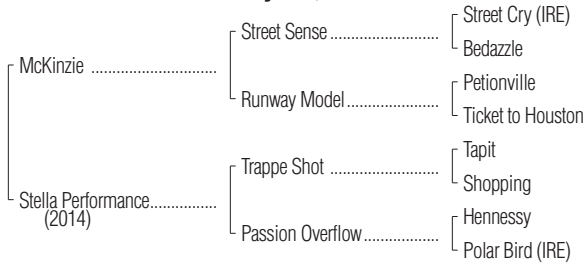 Street Cry (IRE)
Street Sense ..........................
Bedazzle
McKinzie ..............................
Petionville
Runway Model......................
Ticket to Houston
Tapit
Trappe Shot ..........................
Shopping
Stella Performance................
(2014)
Hennessy
Passion Overflow..................
Polar Bird (IRE)